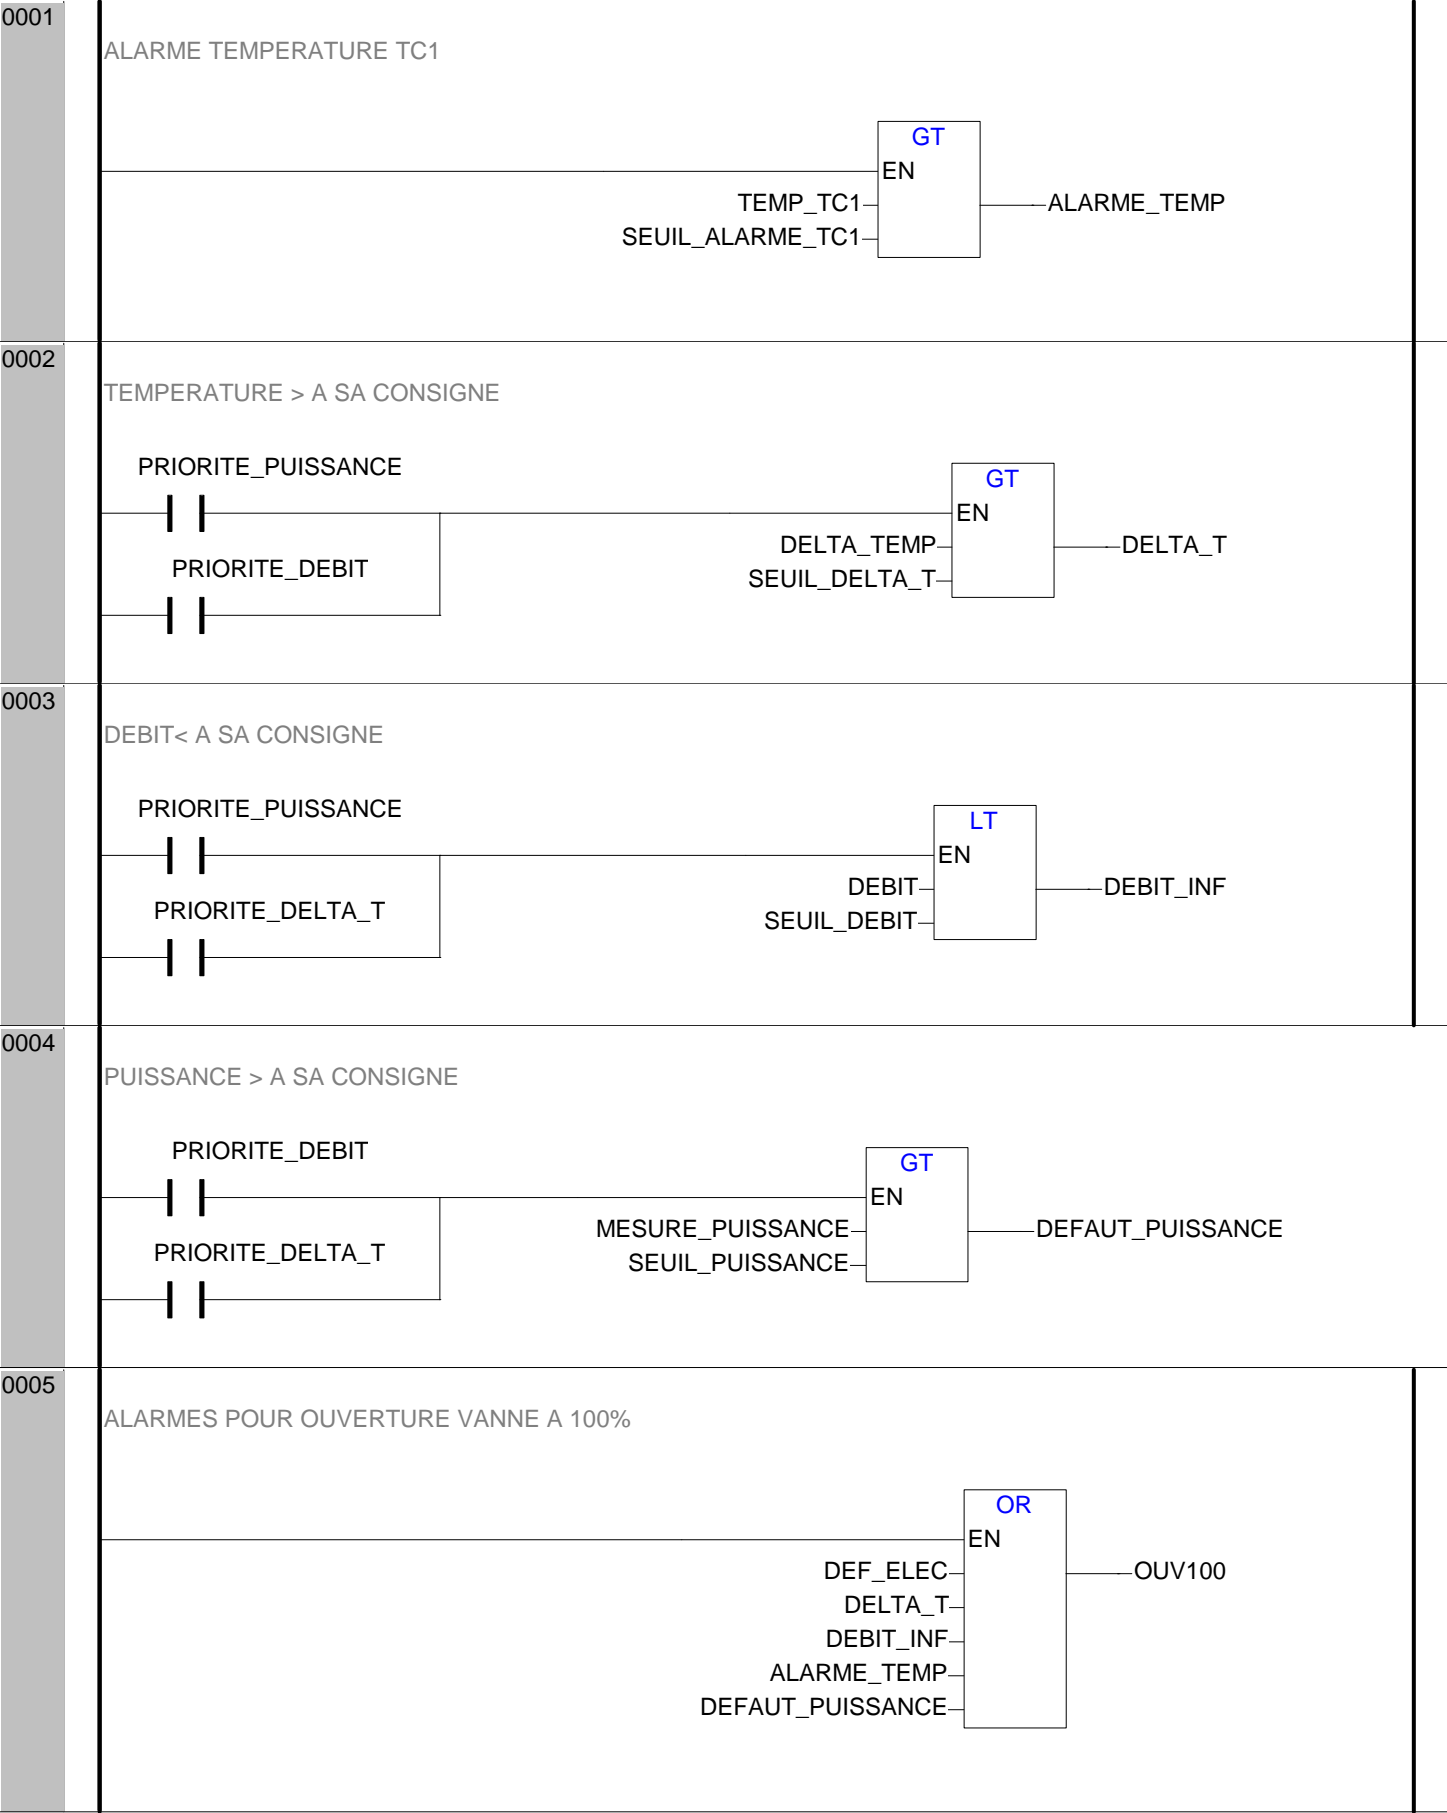 0001
ALARME TEMPERATURE TC1
GT
EN
TEMP_TC1
ALARME_TEMP
SEUIL_ALARME_TC1
0002
TEMPERATURE > A SA CONSIGNE
PRIORITE_PUISSANCE
GT
EN
DELTA_TEMP
DELTA_T
PRIORITE_DEBIT
SEUIL_DELTA_T
0003
DEBIT< A SA CONSIGNE
PRIORITE_PUISSANCE
LT
EN
DEBIT
DEBIT_INF
PRIORITE_DELTA_T
SEUIL_DEBIT
0004
PUISSANCE > A SA CONSIGNE
PRIORITE_DEBIT
GT
EN
MESURE_PUISSANCE
DEFAUT_PUISSANCE
PRIORITE_DELTA_T
SEUIL_PUISSANCE
0005
ALARMES POUR OUVERTURE VANNE A 100%
OR
EN
DEF_ELEC
OUV100
DELTA_T
DEBIT_INF
ALARME_TEMP
DEFAUT_PUISSANCE